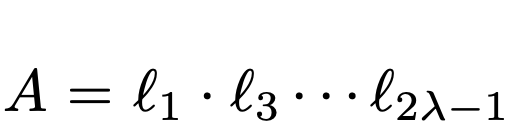 A = ℓ₁ · ℓ₃ · · · ℓ₂λ₋₁